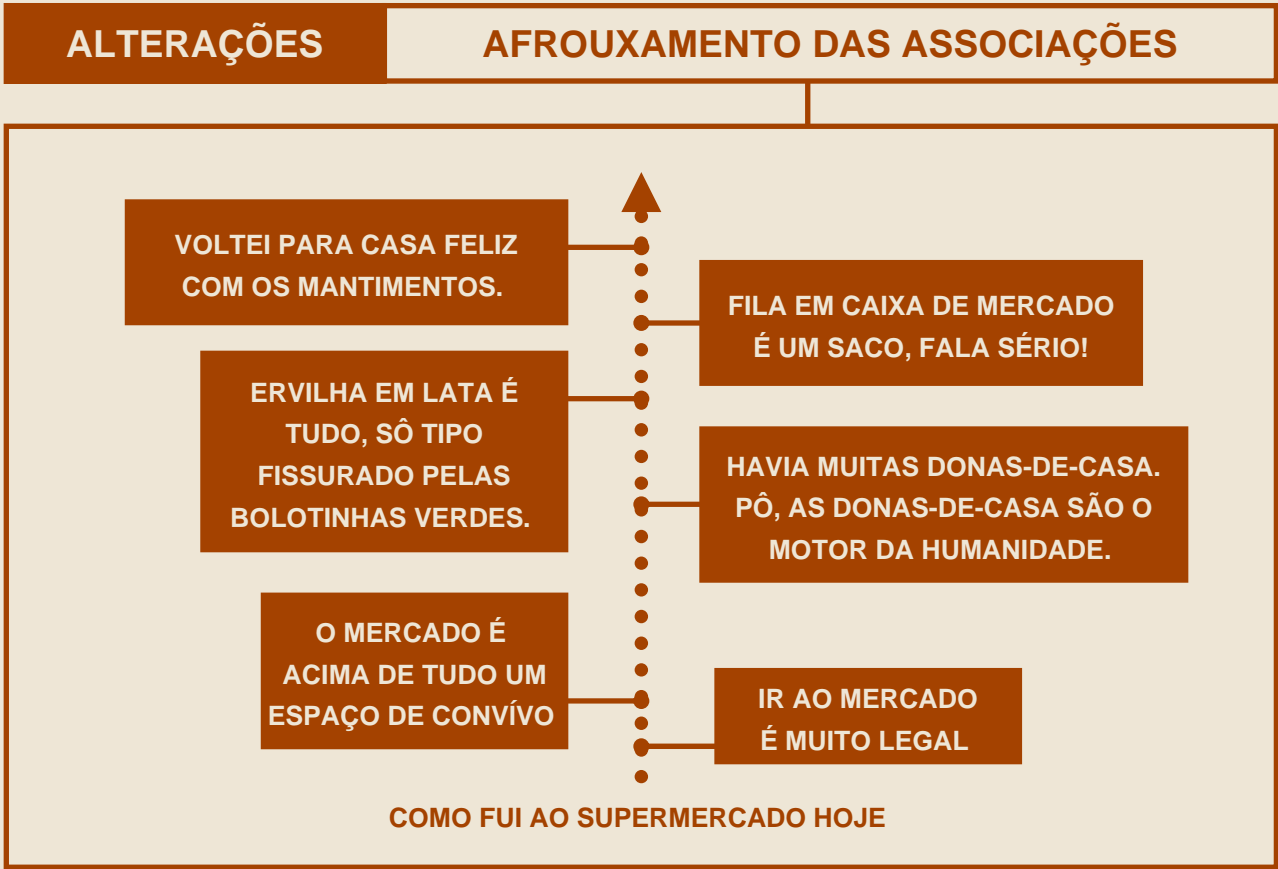 ALTERAÇÕES
AFROUXAMENTO DAS ASSOCIAÇÕES
VOLTEI PARA CASA FELIZ
COM OS MANTIMENTOS.
FILA EM CAIXA DE MERCADO
É UM SACO, FALA SÉRIO!
ERVILHA EM LATA É
TUDO, SÔ TIPO
FISSURADO PELAS
BOLOTINHAS VERDES.
HAVIA MUITAS DONAS-DE-CASA.
PÔ, AS DONAS-DE-CASA SÃO O
MOTOR DA HUMANIDADE.
O MERCADO É
ACIMA DE TUDO UM
ESPAÇO DE CONVÍVO
IR AO MERCADO
É MUITO LEGAL
COMO FUI AO SUPERMERCADO HOJE